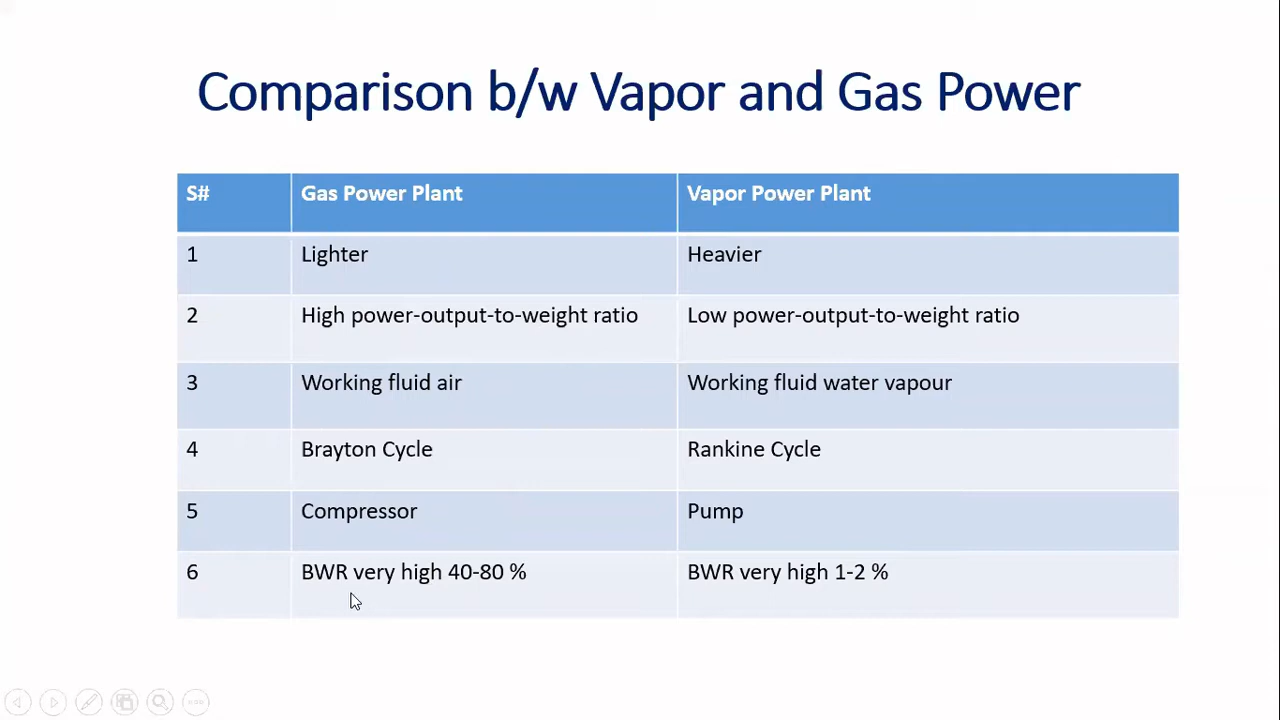 Comparison b/w Vapor and Gas Power
S# Gas Power Plant Vapor Power Plant
1 Lighter Heavier
2 High power-output-to-weight ratio Low power-output-to-weight ratio
3 Working fluid air Working fluid water vapour
4 Brayton Cycle Rankine Cycle
5 Compressor Pump
6 BWR very high 40-80 % BWR very high 1-2 %